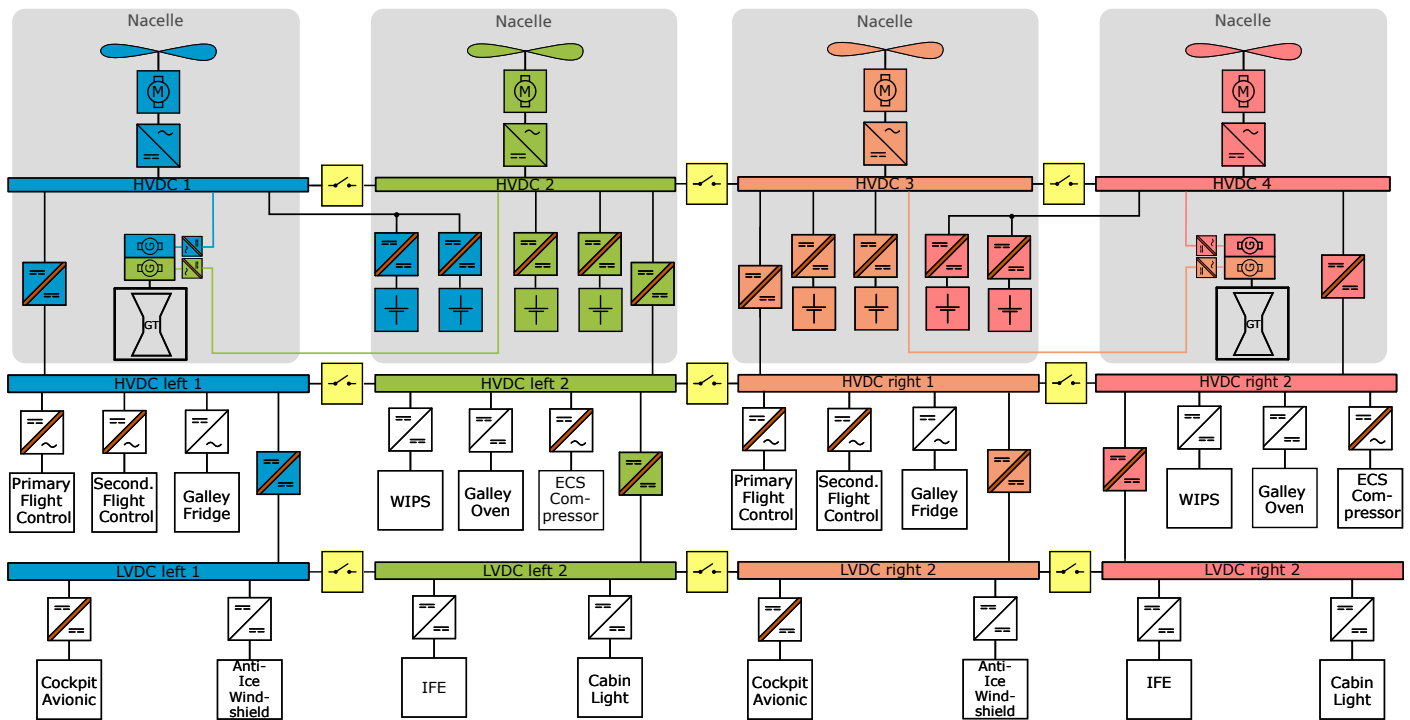 Nacelle
Nacelle
Nacelle
Nacelle
M
M
M
M
HVDC 1
HVDC 2
HVDC 3
HVDC 4
G
G
G
G
GT
GT
HVDC left 1
HVDC left 2
HVDC right 1
HVDC right 2
Primary
Flight
Control
Second.
Flight
Control
Galley
Fridge
WIPS
Galley
Oven
ECS
Com-
pressor
Primary
Flight
Control
Second.
Flight
Control
Galley
Fridge
WIPS
Galley
Oven
ECS
Com-
pressor
LVDC left 1
LVDC left 2
LVDC right 2
LVDC right 2
Cockpit
Avionic
Anti-
Ice
Wind-
shield
IFE
Cabin
Light
Cockpit
Avionic
Anti-
Ice
Wind-
shield
IFE
Cabin
Light